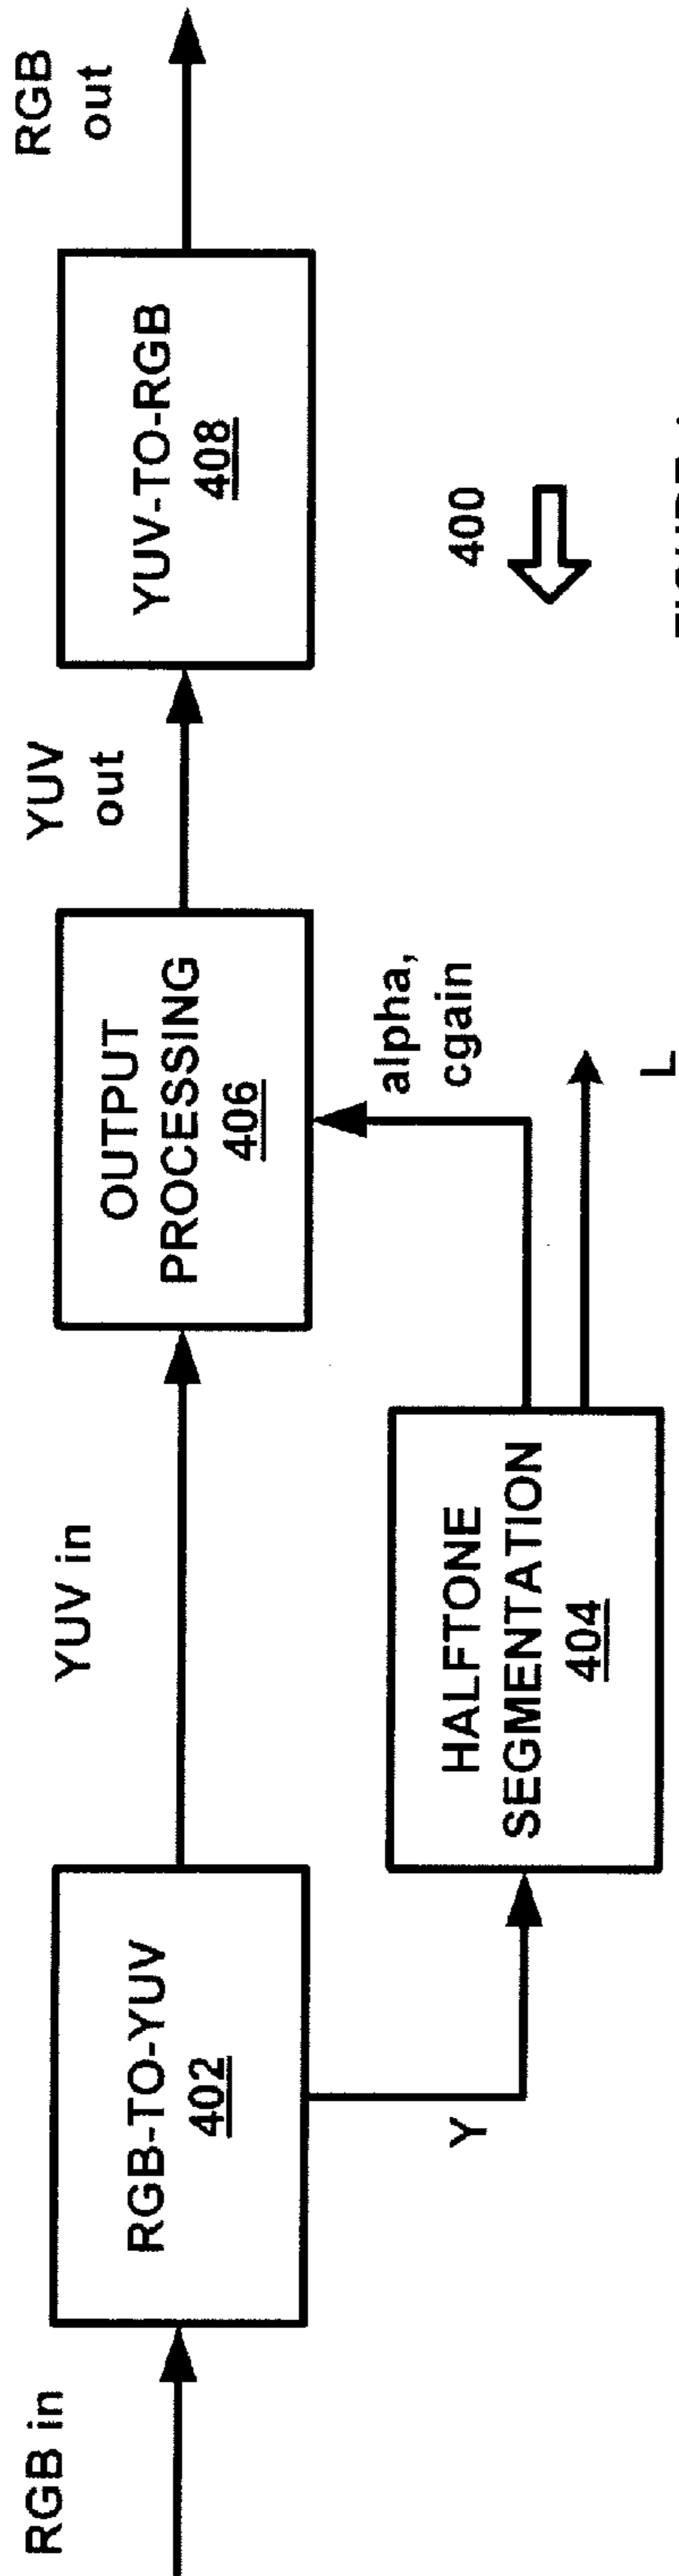 RGB in
RGB-TO-YUV
402
Y
YUV in
HALFTONE
SEGMENTATION
404
L
alpha,
cgain
OUTPUT
PROCESSING
406
YUV
out
YUV-TO-RGB
408
RGB
out
400